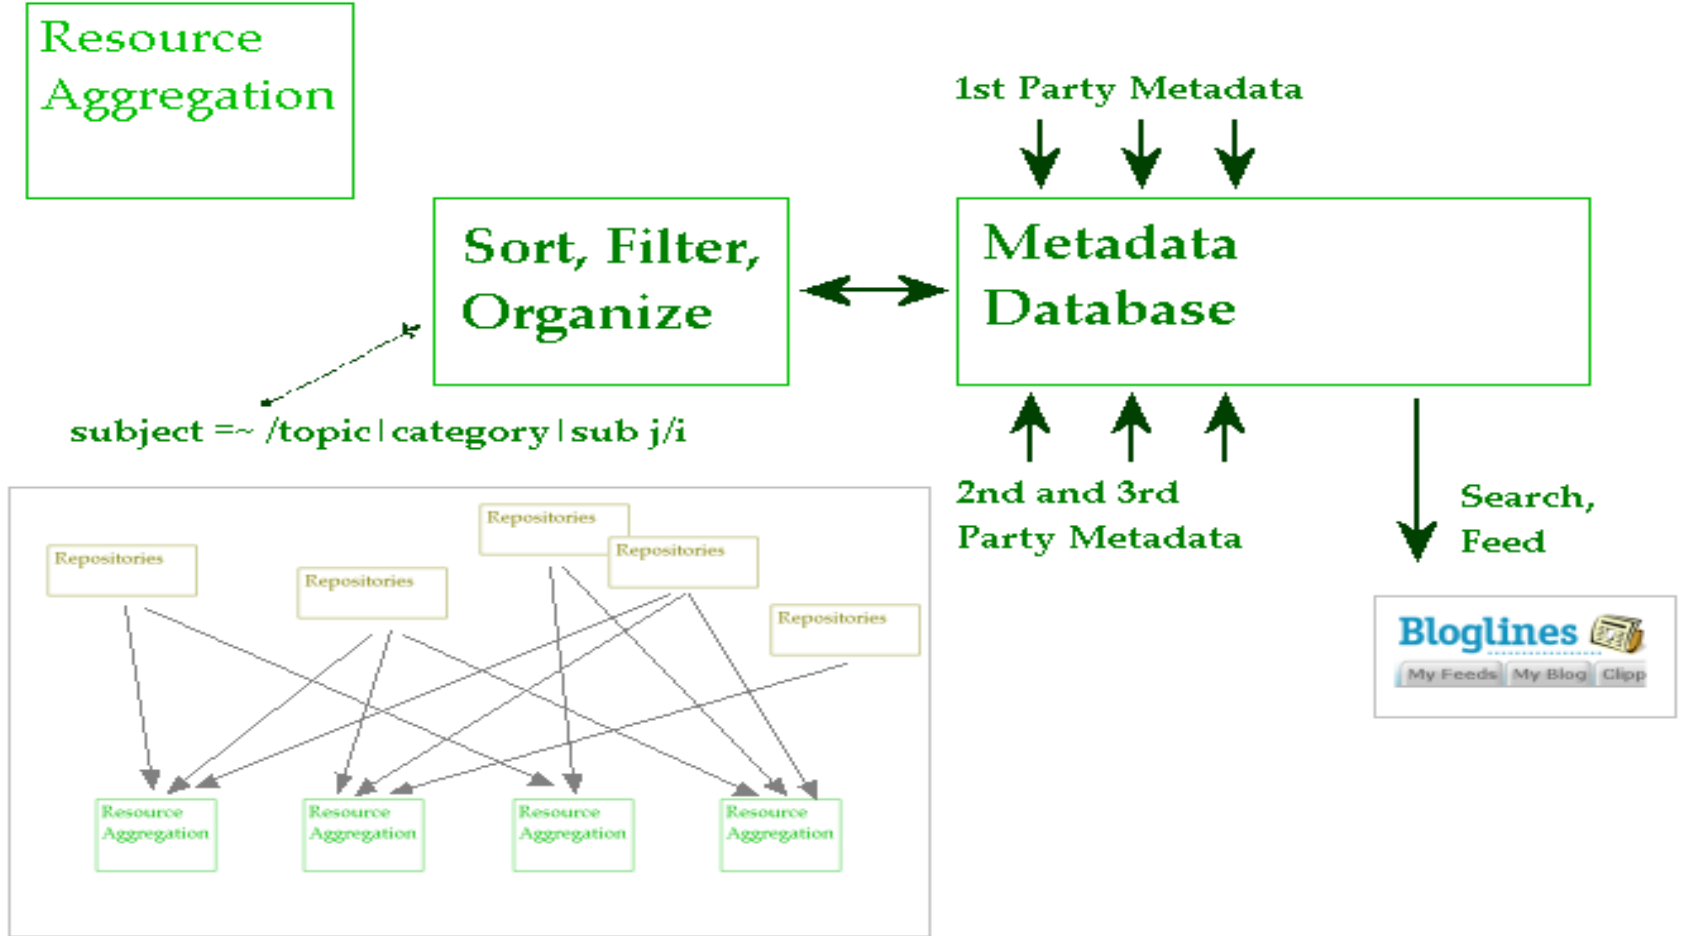 Resource
Aggregation
1st Party Metadata
Sort, Filter,
Organize
Metadata
Database
subject =~ /topic|category|sub j/i
2nd and 3rd
Party Metadata
Search,
Feed
Repositories
Repositories
Repositories
Repositories
Repositories
Bloglines
My Feeds My Blog Clipp
Resource
Aggregation
Resource
Aggregation
Resource
Aggregation
Resource
Aggregation